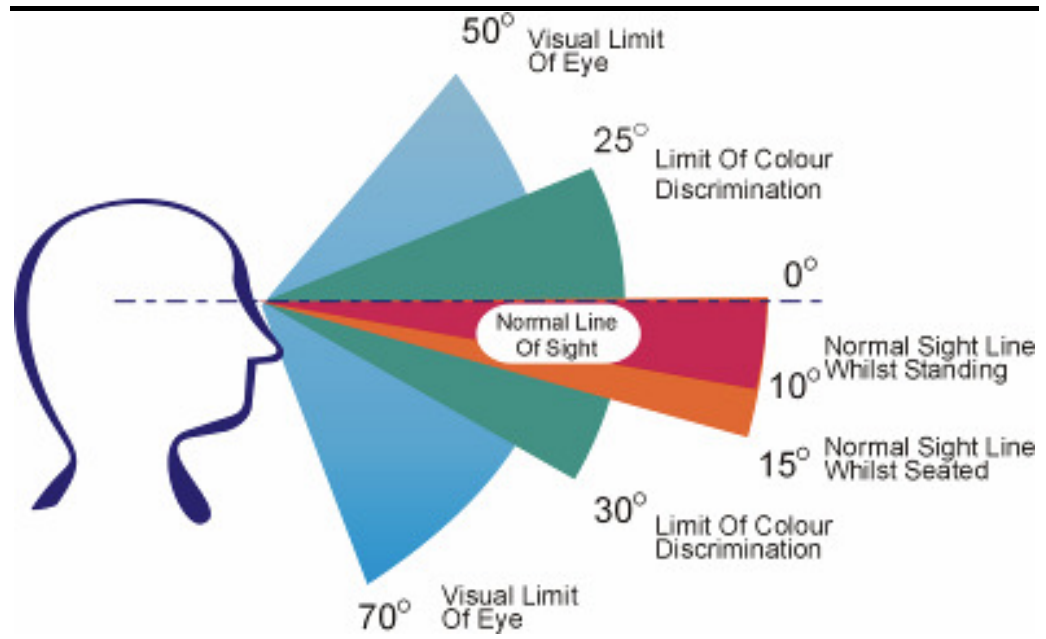 50° Visual Limit
Of Eye
25° Limit Of Colour
Discrimination
0°
Normal Line
Of Sight
Normal Sight Line
10° Whilst Standing
15° Normal Sight Line
Whilst Seated
30° Limit Of Colour
Discrimination
70° Visual Limit
Of Eye